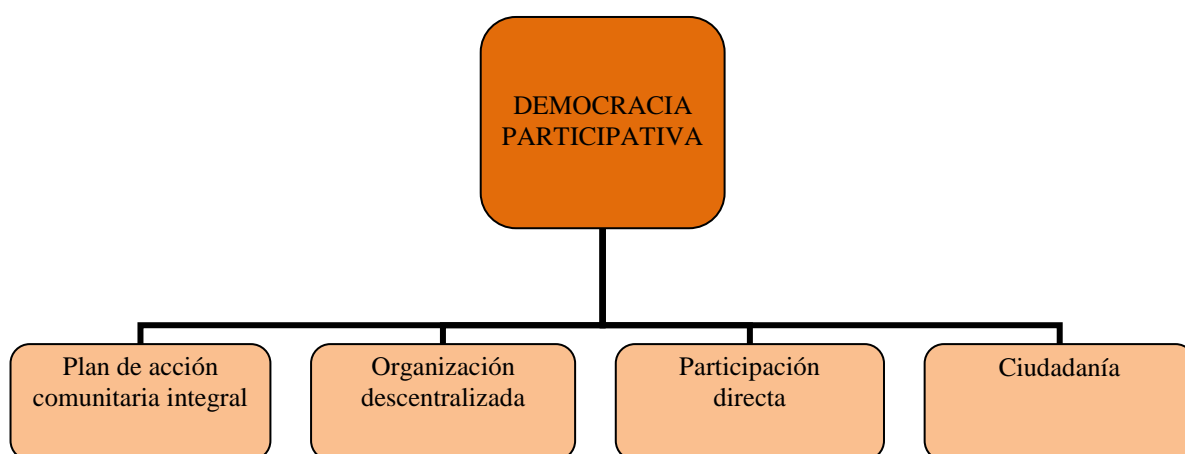 DEMOCRACIA
PARTICIPATIVA
Plan de acción
comunitaria integral
Organización
descentralizada
Participación
directa
Ciudadanía